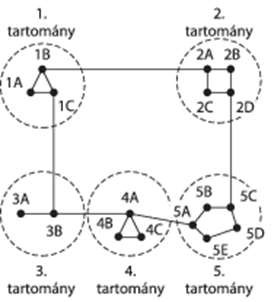 1.
tartomány
2.
tartomány
1B
1A
1C
2A 2B
2C 2D
3A
3B
4A
4B
4C
5A
5B
5C
5D
5E
3.
tartomány
4.
tartomány
5.
tartomány